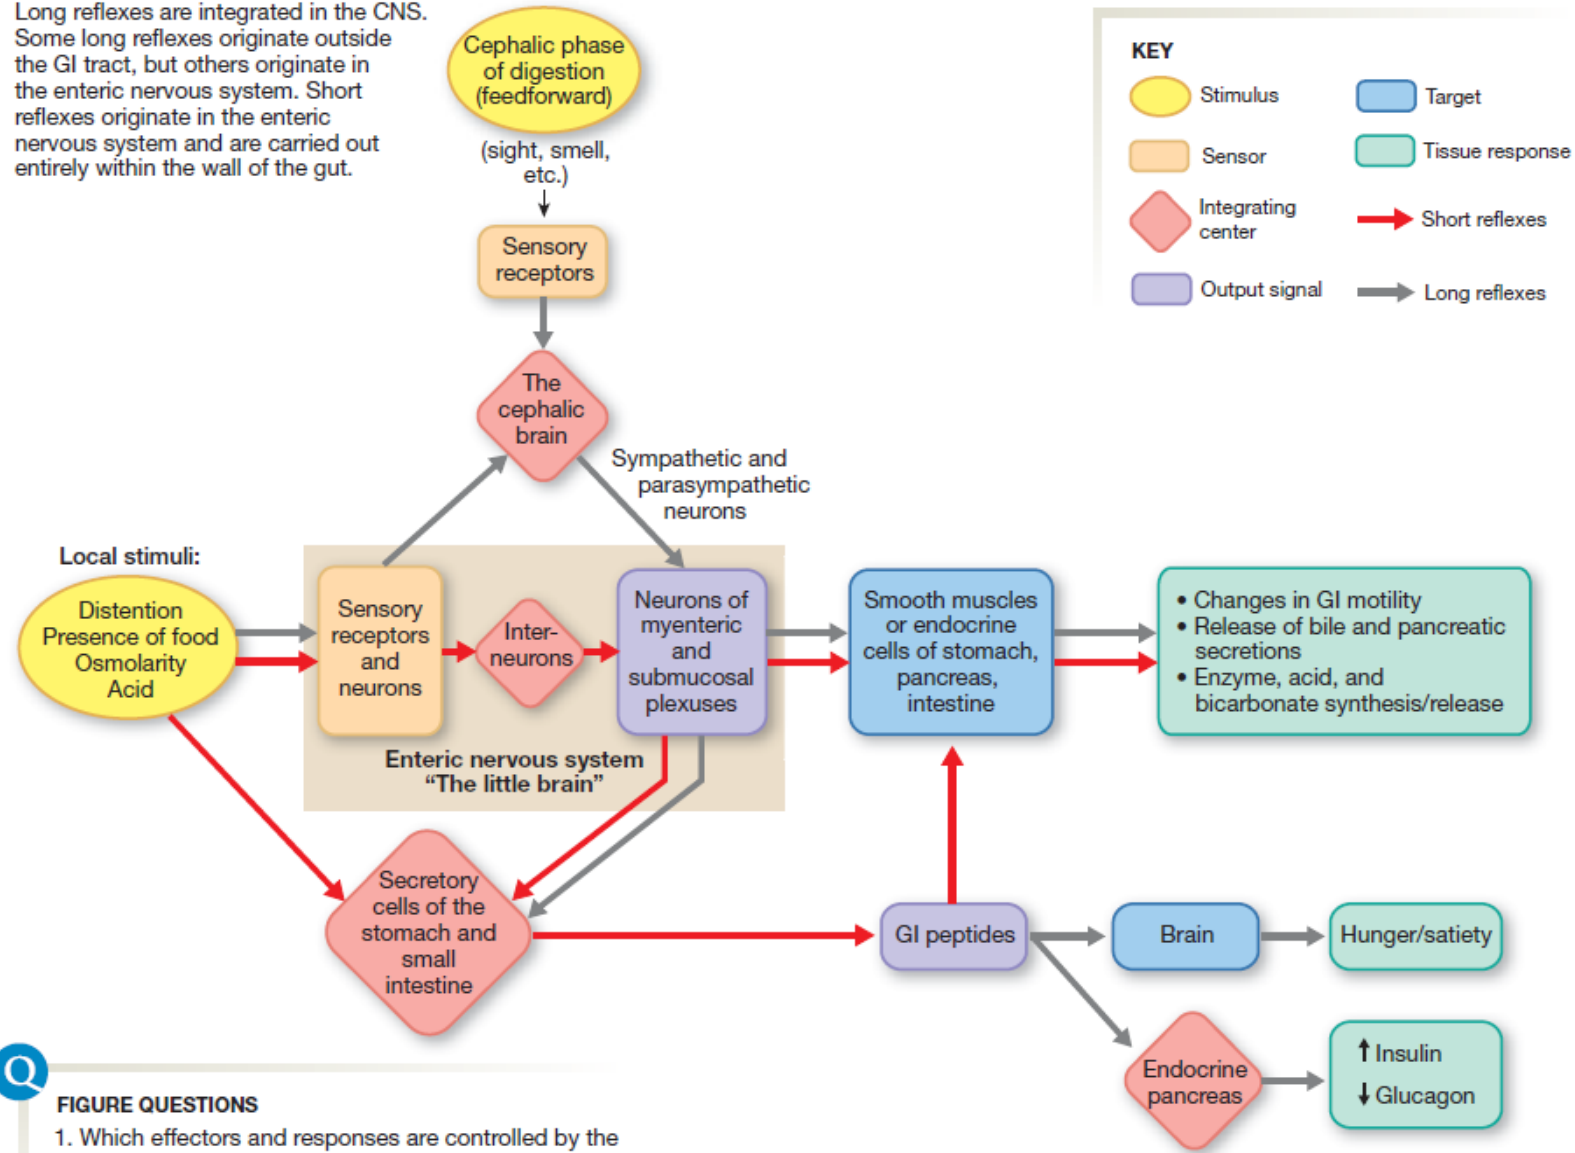 Long reflexes are integrated in the CNS.
Some long reflexes originate outside
the GI tract, but others originate in
the enteric nervous system. Short
reflexes originate in the enteric
nervous system and are carried out
entirely within the wall of the gut.
Cephalic phase
of digestion
(feedforward)
(sight, smell,
etc.)
Sensory
receptors
The
cephalic
brain
Sympathetic and
parasympathetic
neurons
KEY
Stimulus
Target
Sensor
Tissue response
Integrating
center
Short reflexes
Output signal
Long reflexes
Local stimuli:
Distention
Presence of food
Osmolarity
Acid
Sensory
receptors
and
neurons
Inter-
neurons
Neurons of
myenteric
and
submucosal
plexuses
Enteric nervous system
“The little brain”
Smooth muscles
or endocrine
cells of stomach,
pancreas,
intestine
• Changes in GI motility
• Release of bile and pancreatic
secretions
• Enzyme, acid, and
bicarbonate synthesis/release
Secretory
cells of the
stomach and
small
intestine
GI peptides
Brain
Hunger/satiety
Endocrine
pancreas
↑ Insulin
↓ Glucagon
Q
FIGURE QUESTIONS
1. Which effectors and responses are controlled by the